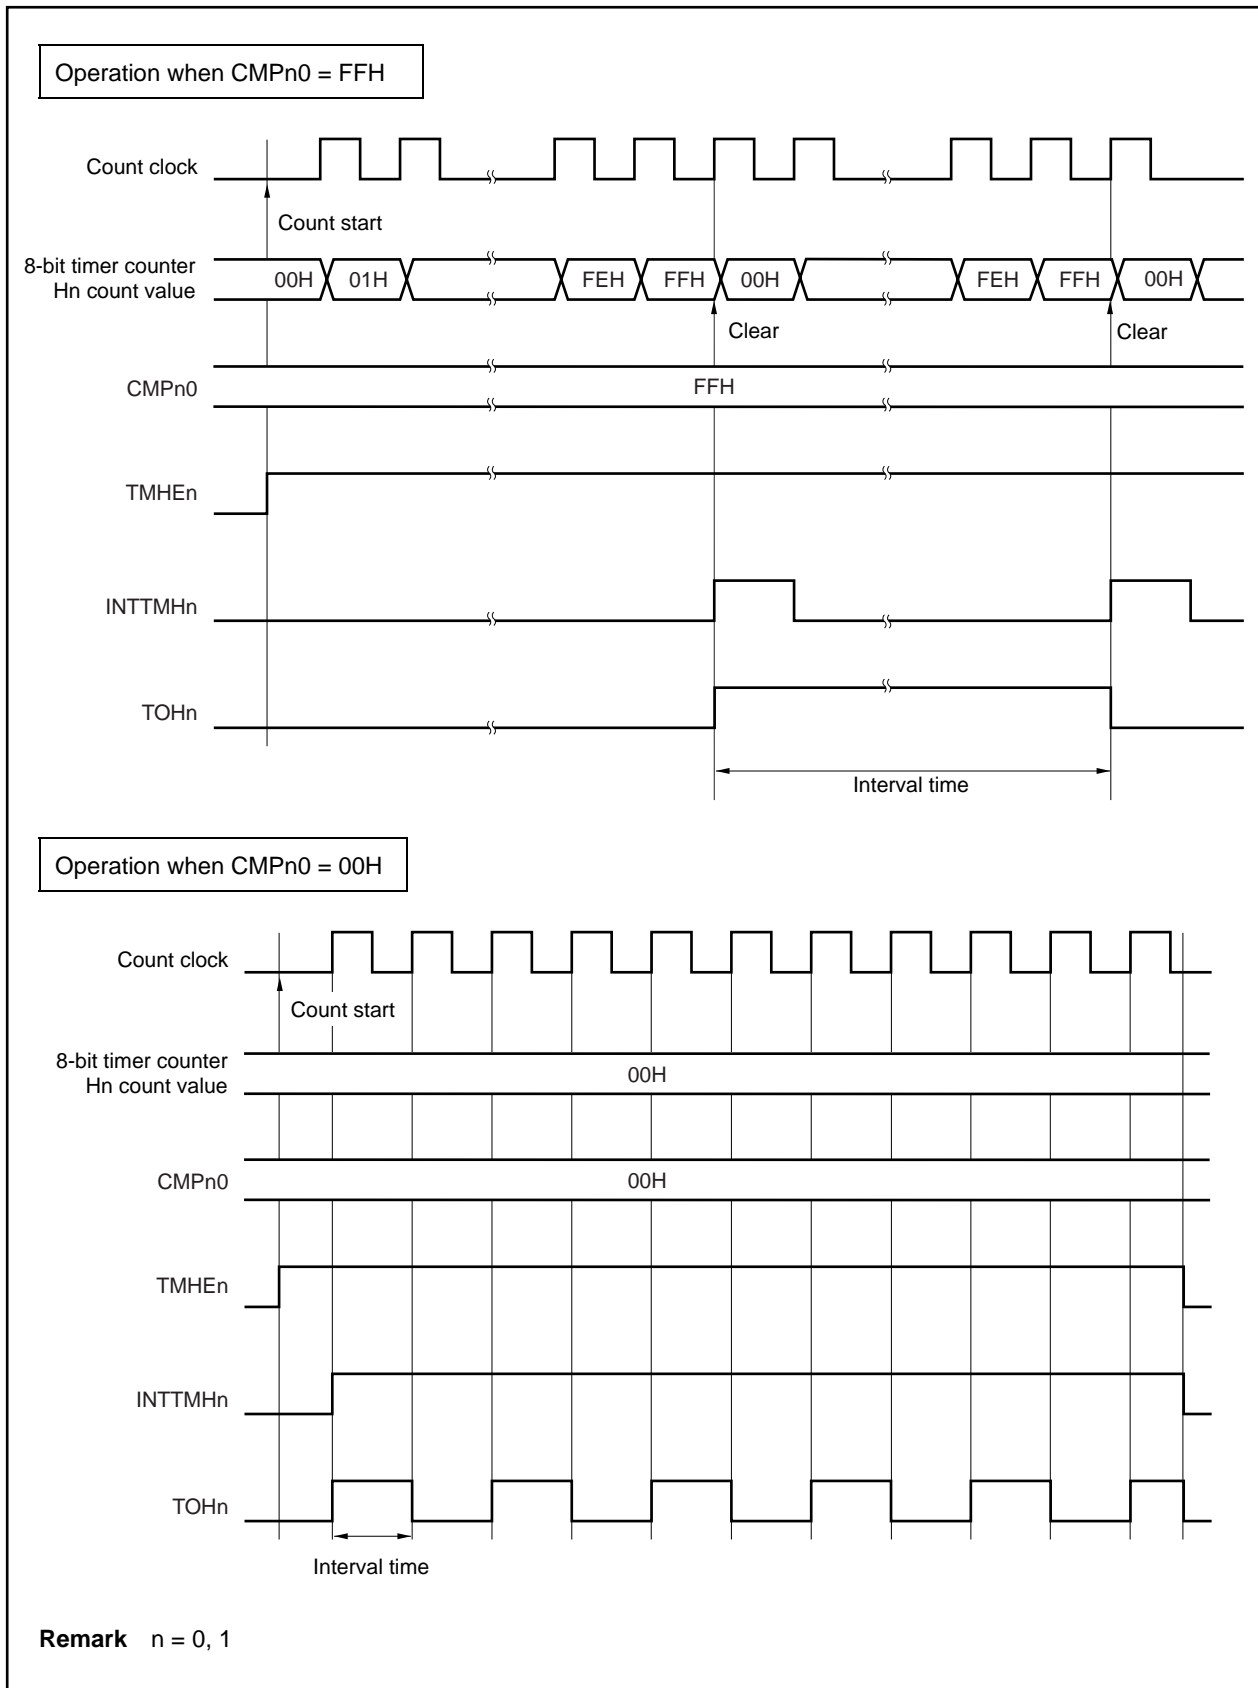 Operation when CMPn0 = FFH
Count clock
Count start
8-bit timer counter
Hn count value
00H 01H FEH FFH 00H FEH FFH 00H
Clear Clear
CMPn0 FFH
TMHEn
INTTMHn
TOHn
Interval time
Operation when CMPn0 = 00H
Count clock
Count start
8-bit timer counter
Hn count value
00H
CMPn0 00H
TMHEn
INTTMHn
TOHn
Interval time
Remark n = 0, 1